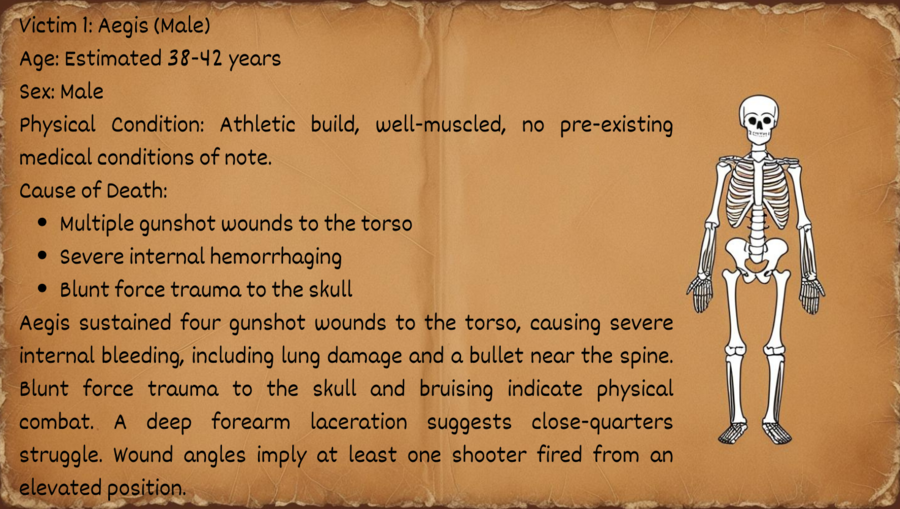 Victim 1: Aegis (Male)
Age: Estimated 38-42 years
Sex: Male
Physical Condition: Athletic build, well-muscled, no pre-existing
medical conditions of note.
Cause of Death:
• Multiple gunshot wounds to the torso
• Severe internal hemorrhaging
• Blunt force trauma to the skull
Aegis sustained four gunshot wounds to the torso, causing severe
internal bleeding, including lung damage and a bullet near the spine.
Blunt force trauma to the skull and bruising indicate physical
combat. A deep forearm laceration suggests close-quarters
struggle. Wound angles imply at least one shooter fired from an
elevated position.